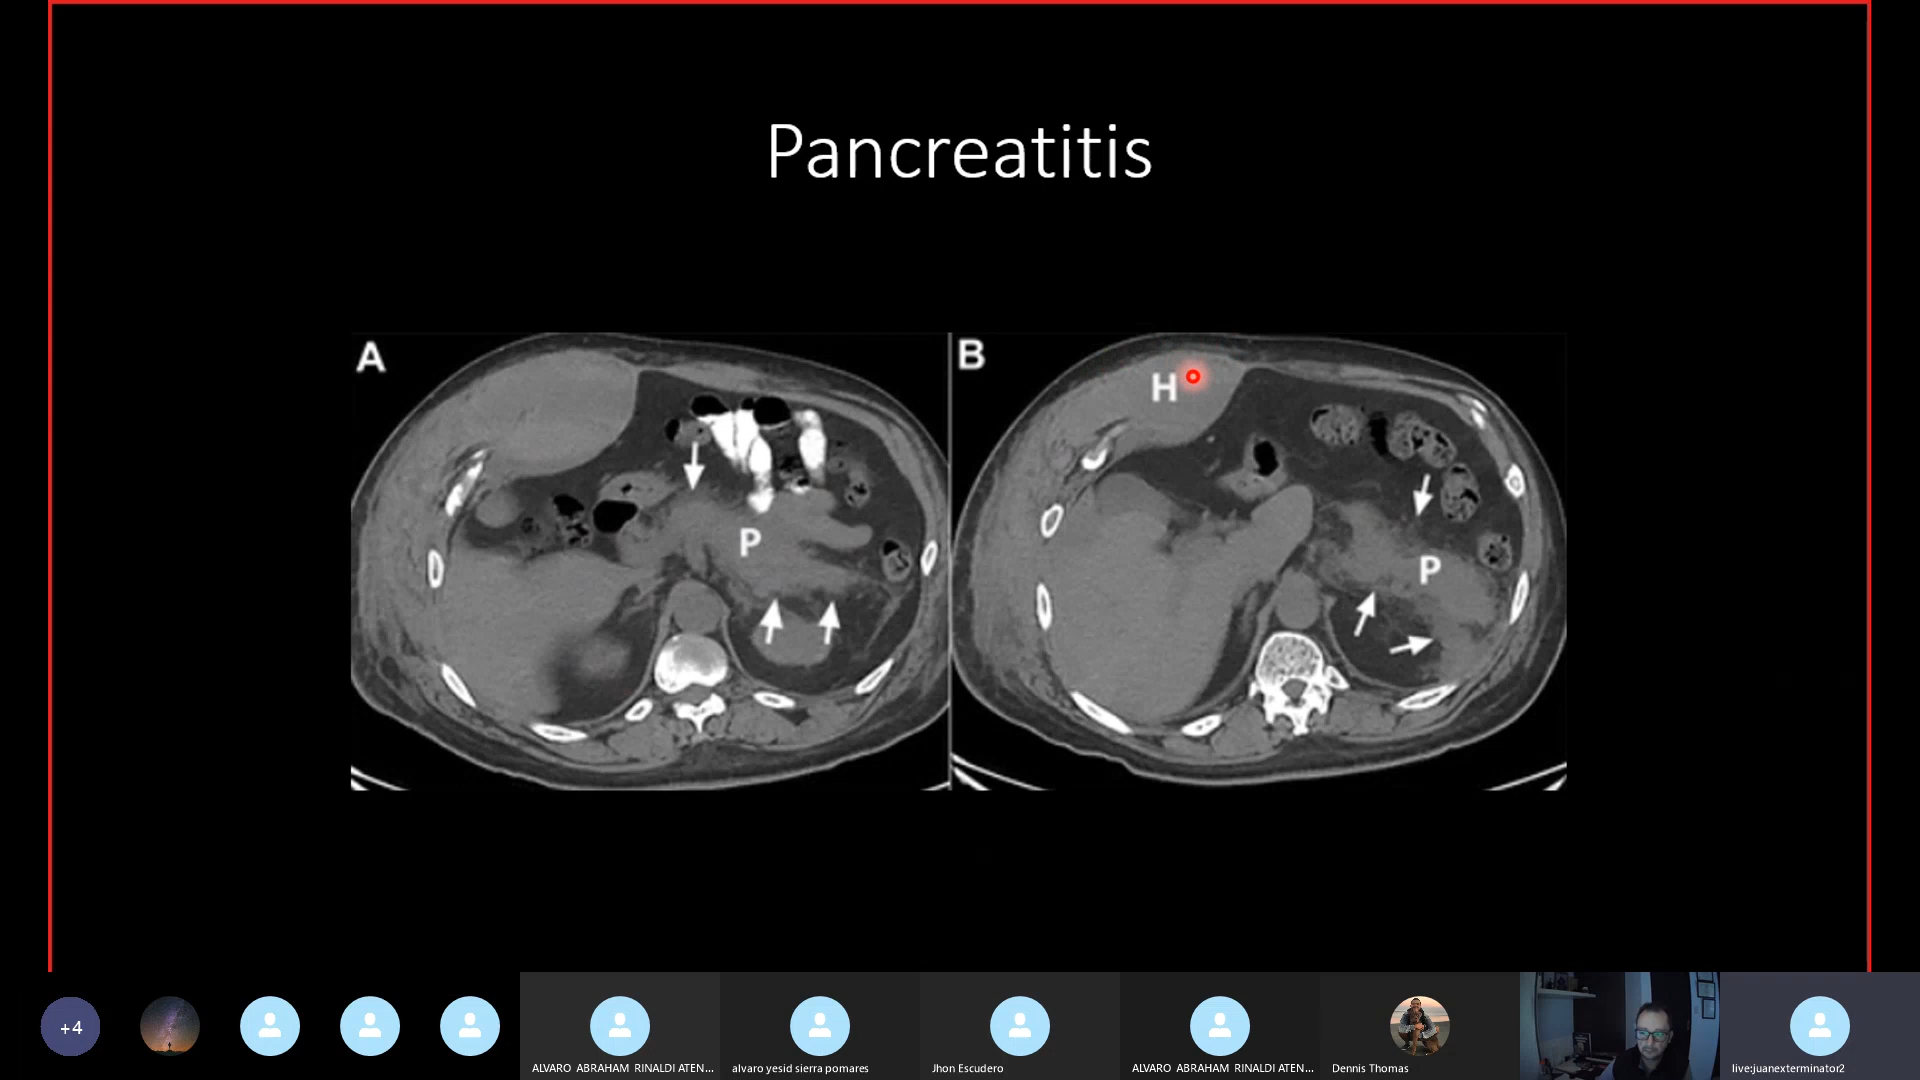 Pancreatitis
A
B
H
P
P
+4
ALVARO ABRAHAM RINALDI ATEN...
alvaro yesid sierra pomares
Jhon Escudero
ALVARO ABRAHAM RINALDI ATEN...
Dennis Thomas
live:juanexterminator2